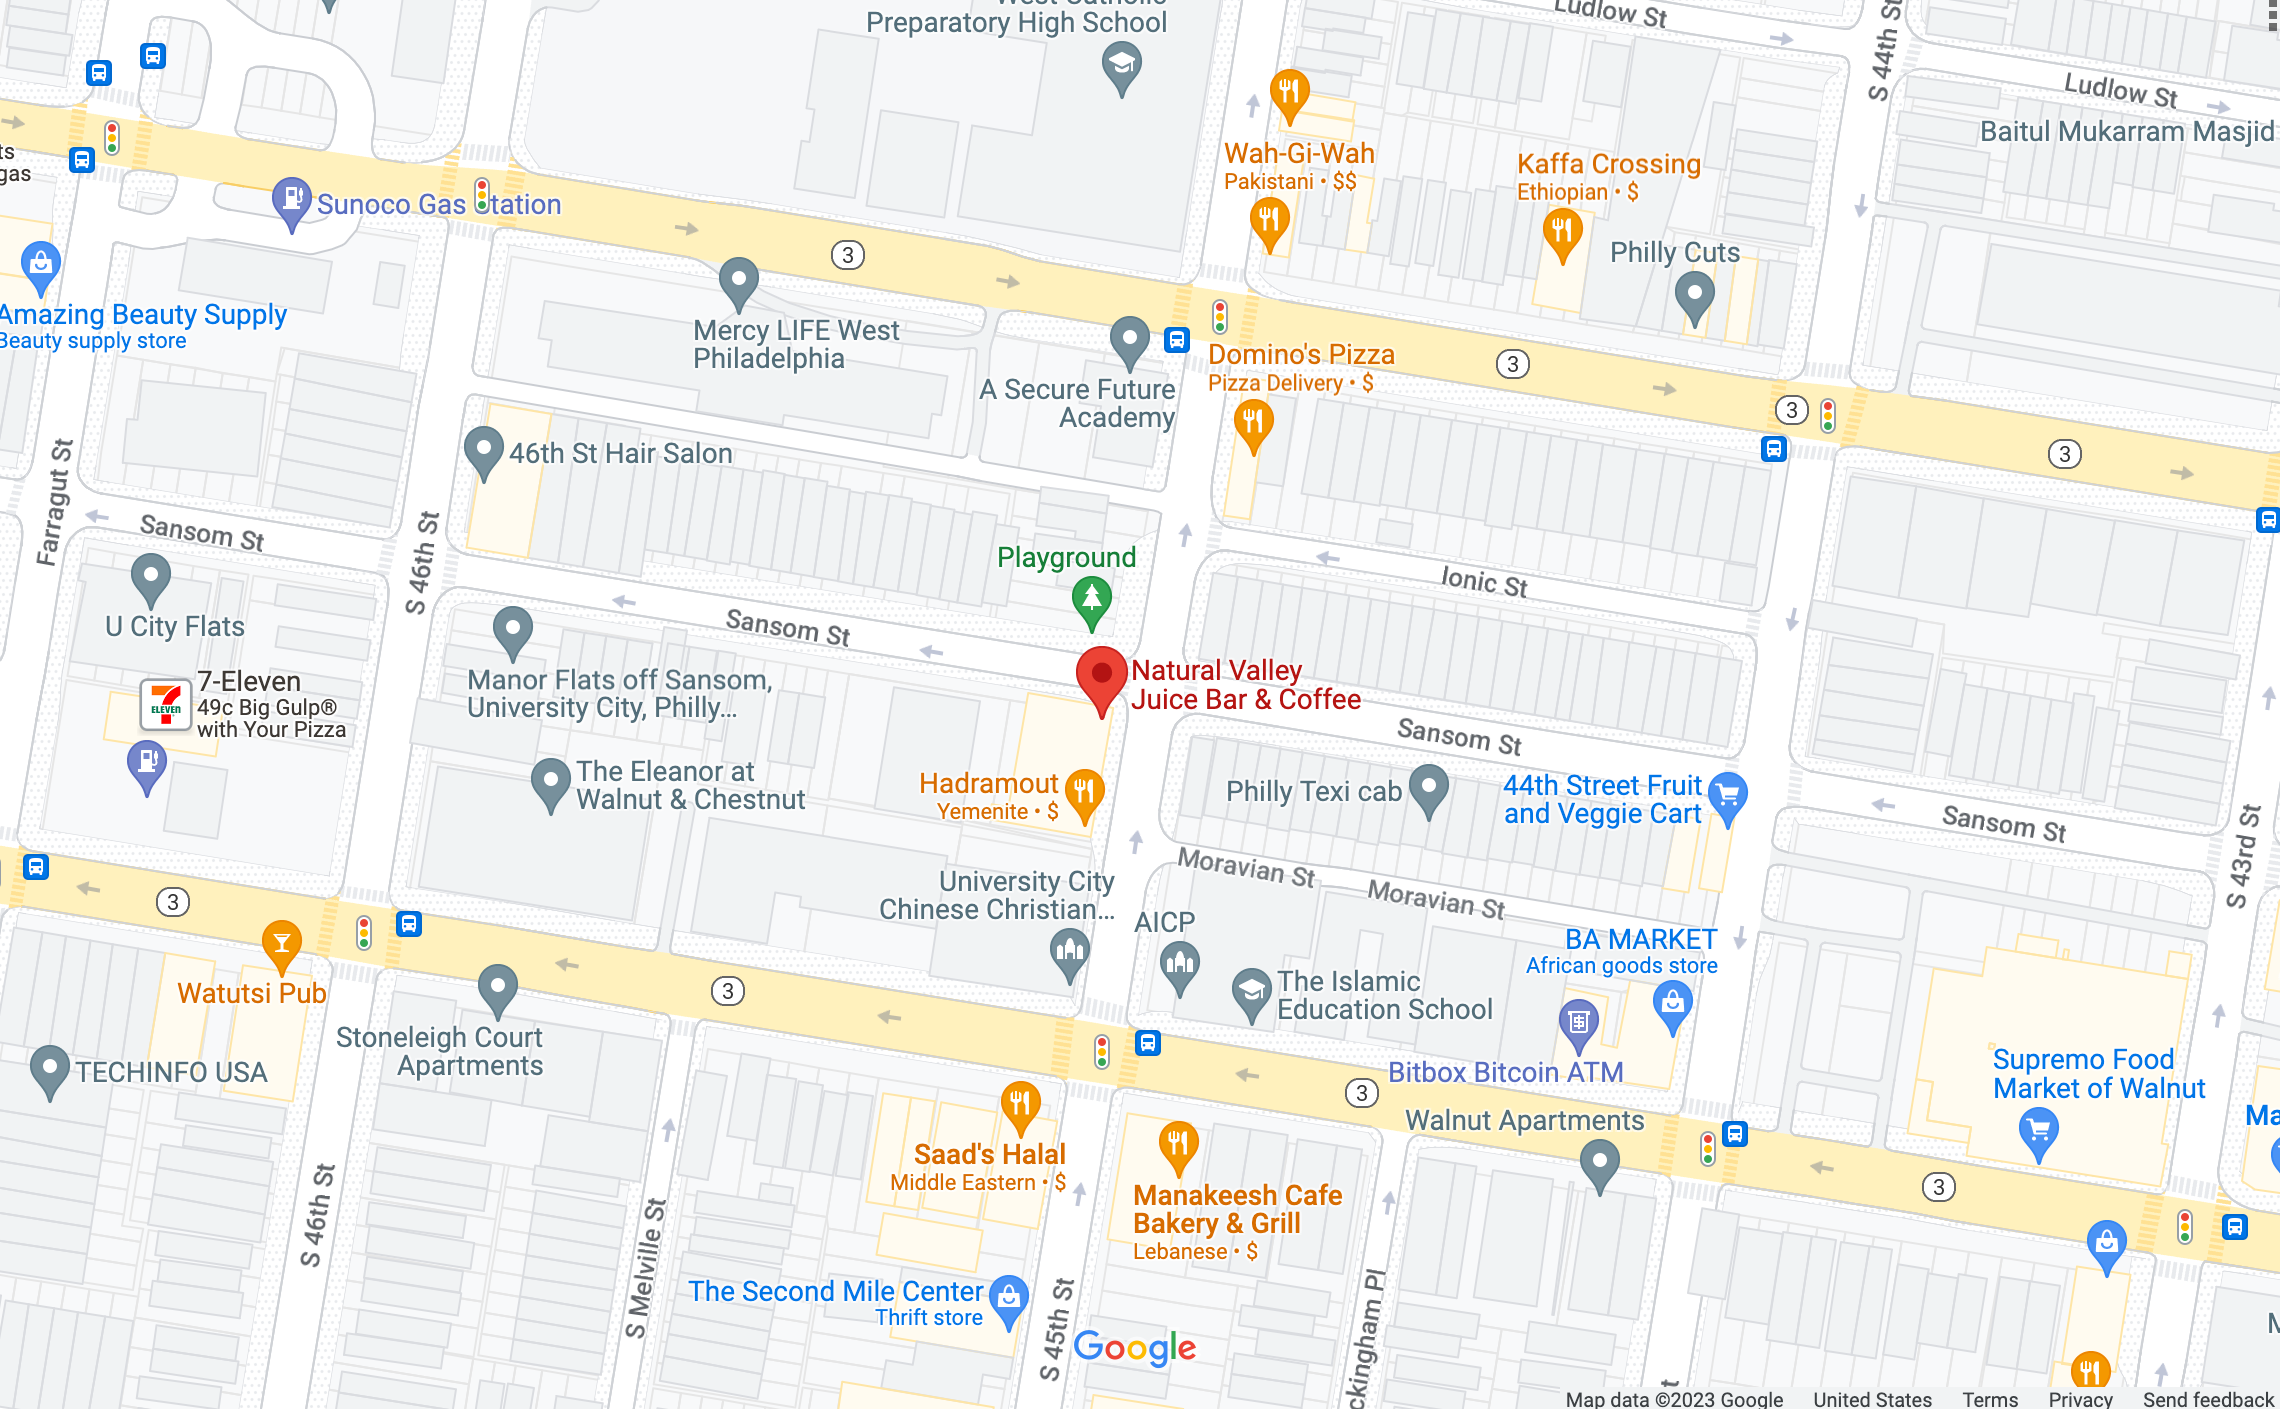 West Catholic
Preparatory High School
Ludlow St
S 44th St
Ludlow St
Baitul Mukarram Masjid
ts
gas
Wah-Gi-Wah
Pakistani • $$
Kaffa Crossing
Ethiopian • $
Sunoco Gas Station
Philly Cuts
3
Amazing Beauty Supply
Beauty supply store
Mercy LIFE West
Philadelphia
Domino's Pizza
Pizza Delivery • $
3
A Secure Future
Academy
3
46th St Hair Salon
3
Farragut St
Sansom St
S 46th St
Playground
Ionic St
U City Flats
Sansom St
7-Eleven
49c Big Gulp®
with Your Pizza
ELEVEN
Manor Flats off Sansom,
University City, Philly...
Natural Valley
Juice Bar & Coffee
Sansom St
The Eleanor at
Walnut & Chestnut
Hadramout
Yemenite • $
Philly Texi cab
44th Street Fruit
and Veggie Cart
Sansom St
S 43rd St
Moravian St
Moravian St
3
University City
Chinese Christian...
AICP
BA MARKET
African goods store
Watutsi Pub
3
The Islamic
Education School
Stoneleigh Court
Apartments
TECHINFO USA
Bitbox Bitcoin ATM
3
Walnut Apartments
Supremo Food
Market of Walnut
Ma
Saad's Halal
Middle Eastern • $
3
Manakeesh Cafe
Bakery & Grill
Lebanese • $
S 46th St
S Melville St
The Second Mile Center
Thrift store
S 45th St
Google
ckingham Pl
M
t
Map data ©2023 Google
United States
Terms
Privacy
Send feedback